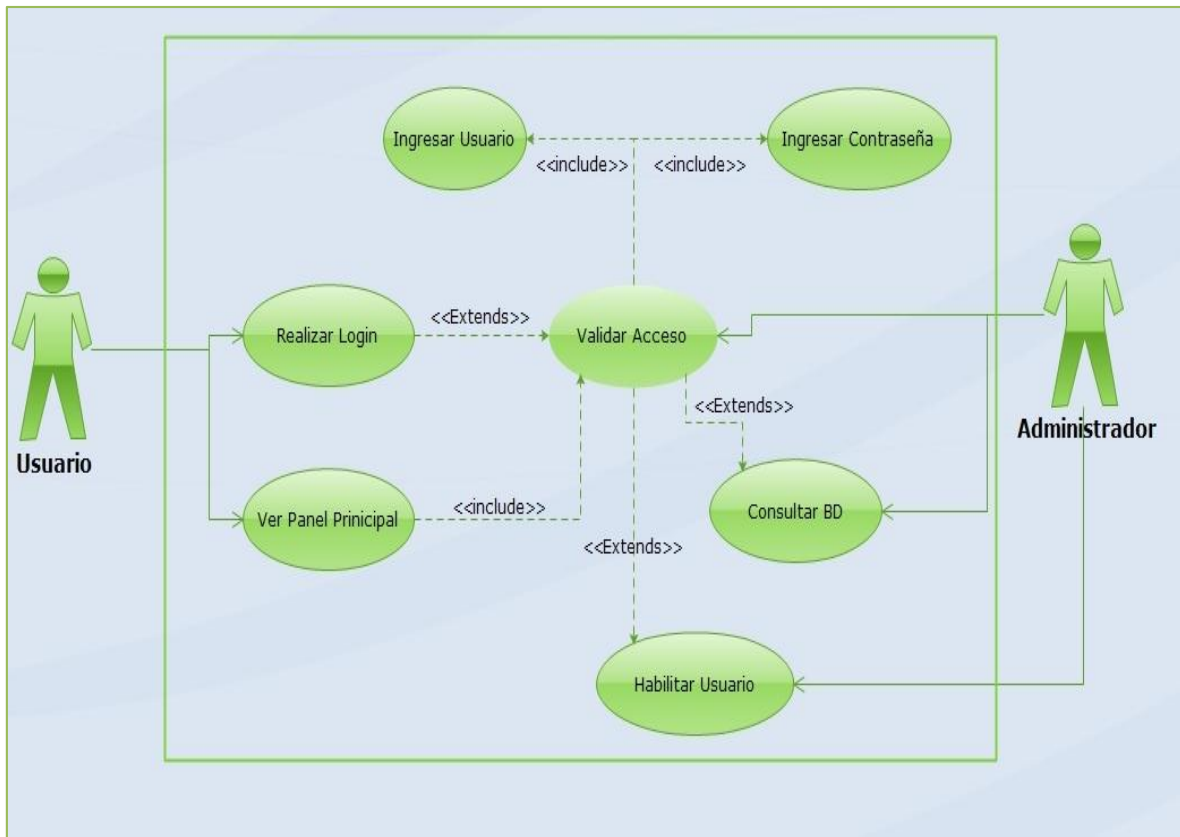 Ingresar Usuario
Ingresar Contraseña
<<include>>
<<include>>
Realizar Login
<<Extends>>
Validar Acceso
<<Extends>>
Administrador
Usuario
Ver Panel Prinicipal
<<include>>
Consultar BD
<<Extends>>
Habilitar Usuario